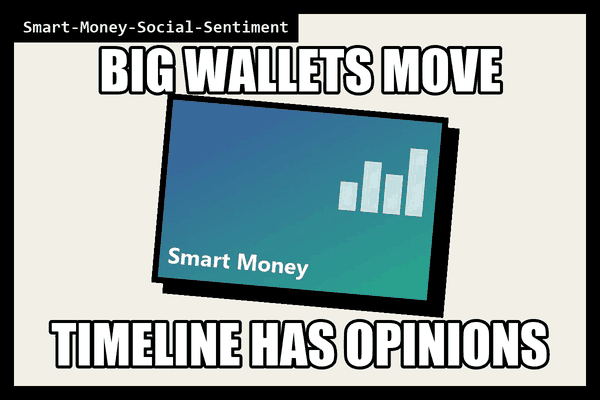 Smart-Money-Social-Sentiment
BIG WALLETS MOVE
Smart Money
TIMELINE HAS OPINIONS